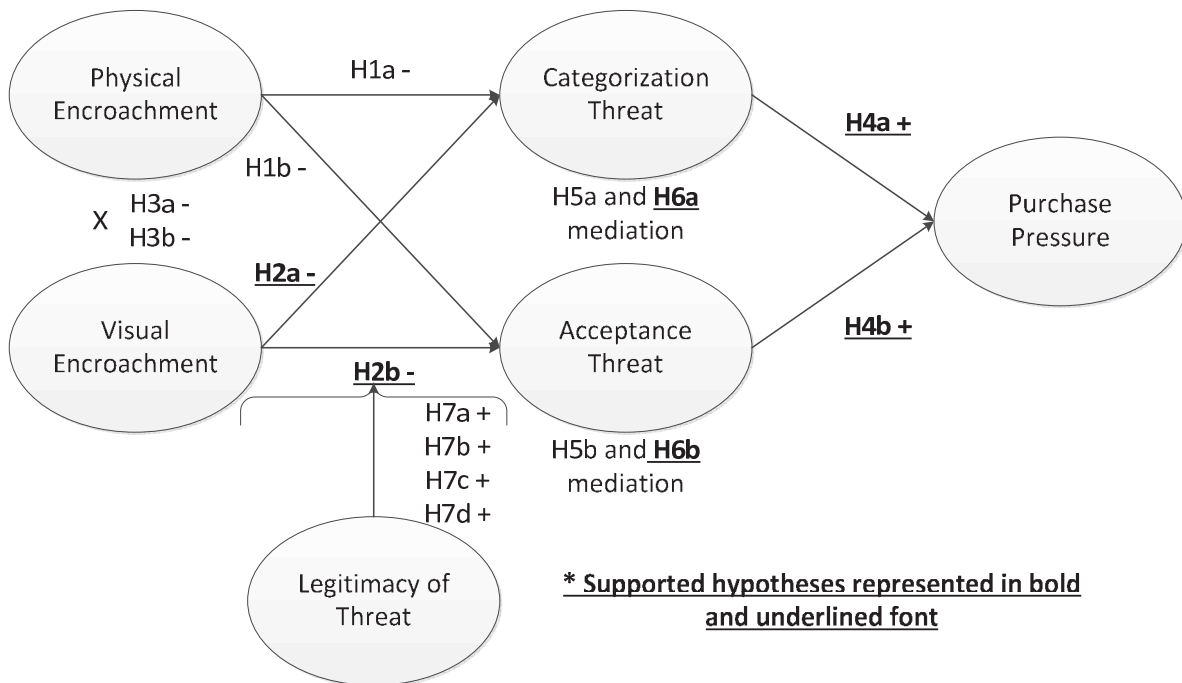 Physical
Encroachment
H1a -
Categorization
Threat
H4a +
H1b -
X
H3a -
H3b -
H5a and H6a
mediation
Purchase
Pressure
H2a -
Visual
Encroachment
Acceptance
Threat
H4b +
H2b -
H7a +
H7b +
H7c +
H7d +
H5b and H6b
mediation
Legitimacy of
Threat
* Supported hypotheses represented in bold
and underlined font